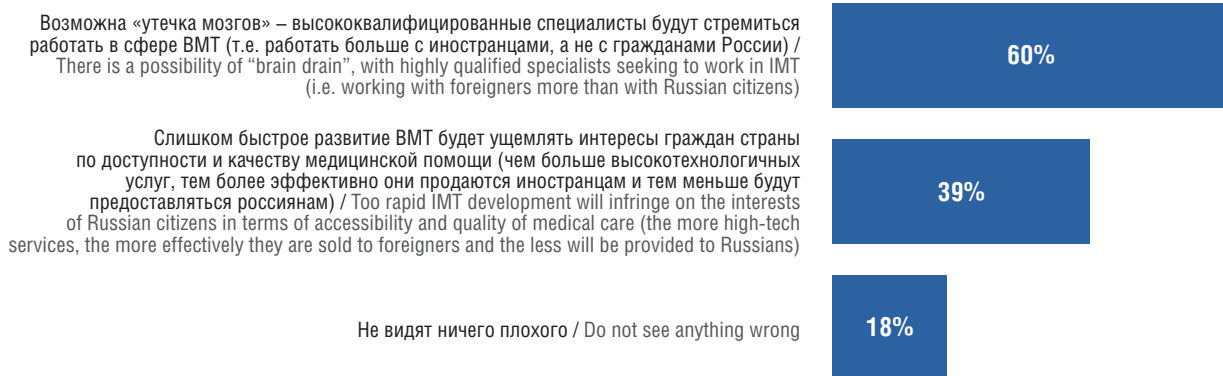 Возможна «утечка мозгов» – высококвалифицированные специалисты будут стремиться
работать в сфере ВМТ (т.е. работать больше с иностранцами, а не с гражданами России) /
There is a possibility of “brain drain”, with highly qualified specialists seeking to work in IMT
(i.e. working with foreigners more than with Russian citizens)
60%
Слишком быстрое развитие ВМТ будет ущемлять интересы граждан страны
по доступности и качеству медицинской помощи (чем больше высокотехнологичных
услуг, тем более эффективно они продаются иностранцам и тем меньше будут
предоставляться россиянам) / Too rapid IMT development will infringe on the interests
of Russian citizens in terms of accessibility and quality of medical care (the more high-tech
services, the more effectively they are sold to foreigners and the less will be provided to Russians)
39%
Не видят ничего плохого / Do not see anything wrong
18%